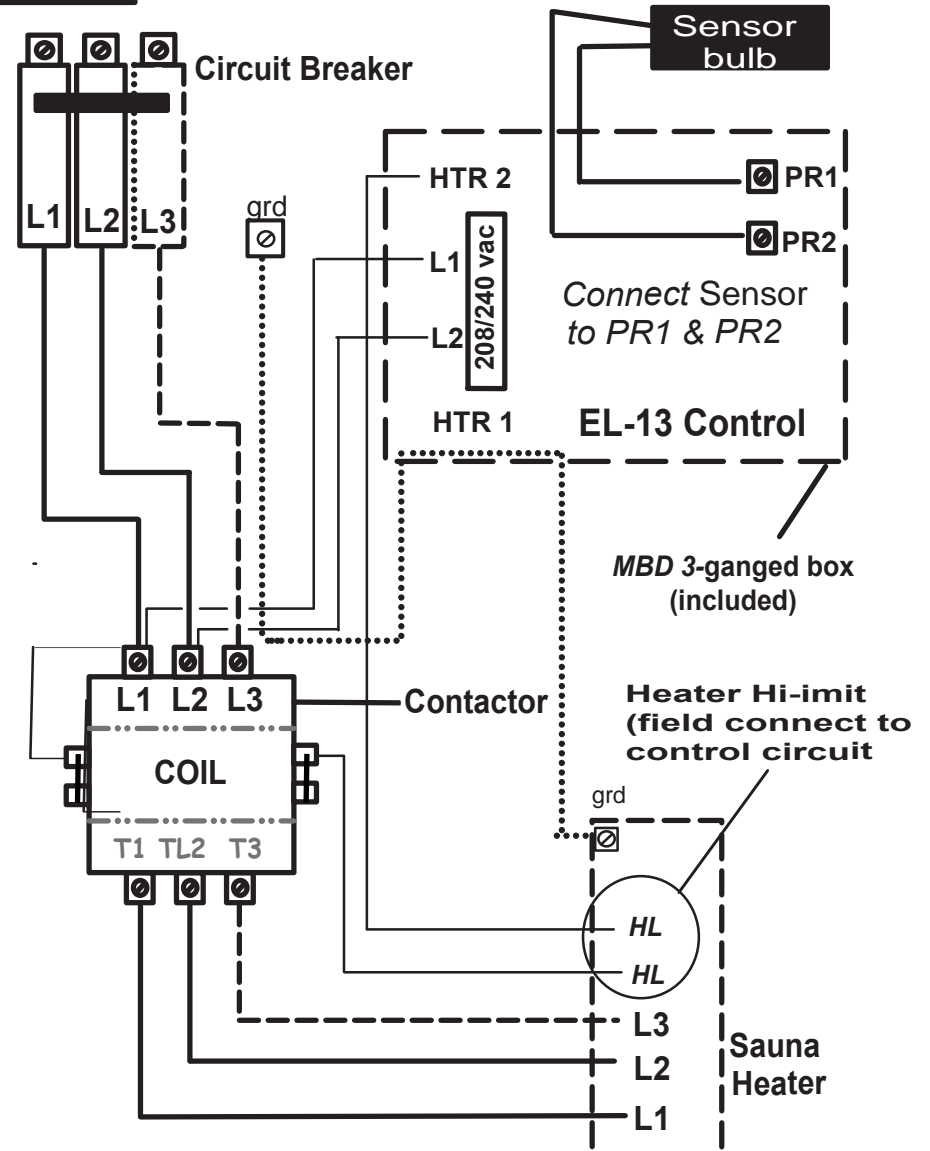 Sensor
bulb
Circuit Breaker
L1 L2 L3
grd
HTR 2
L1
208/240 vac
L2
HTR 1
PR1
PR2
Connect Sensor
to PR1 & PR2
EL-13 Control
MBD 3-ganged box
(included)
L1 L2 L3
Contactor
COIL
T1 TL2 T3
Heater Hi-imit
(field connect to
control circuit
grd
HL
HL
L3
L2
L1
Sauna
Heater